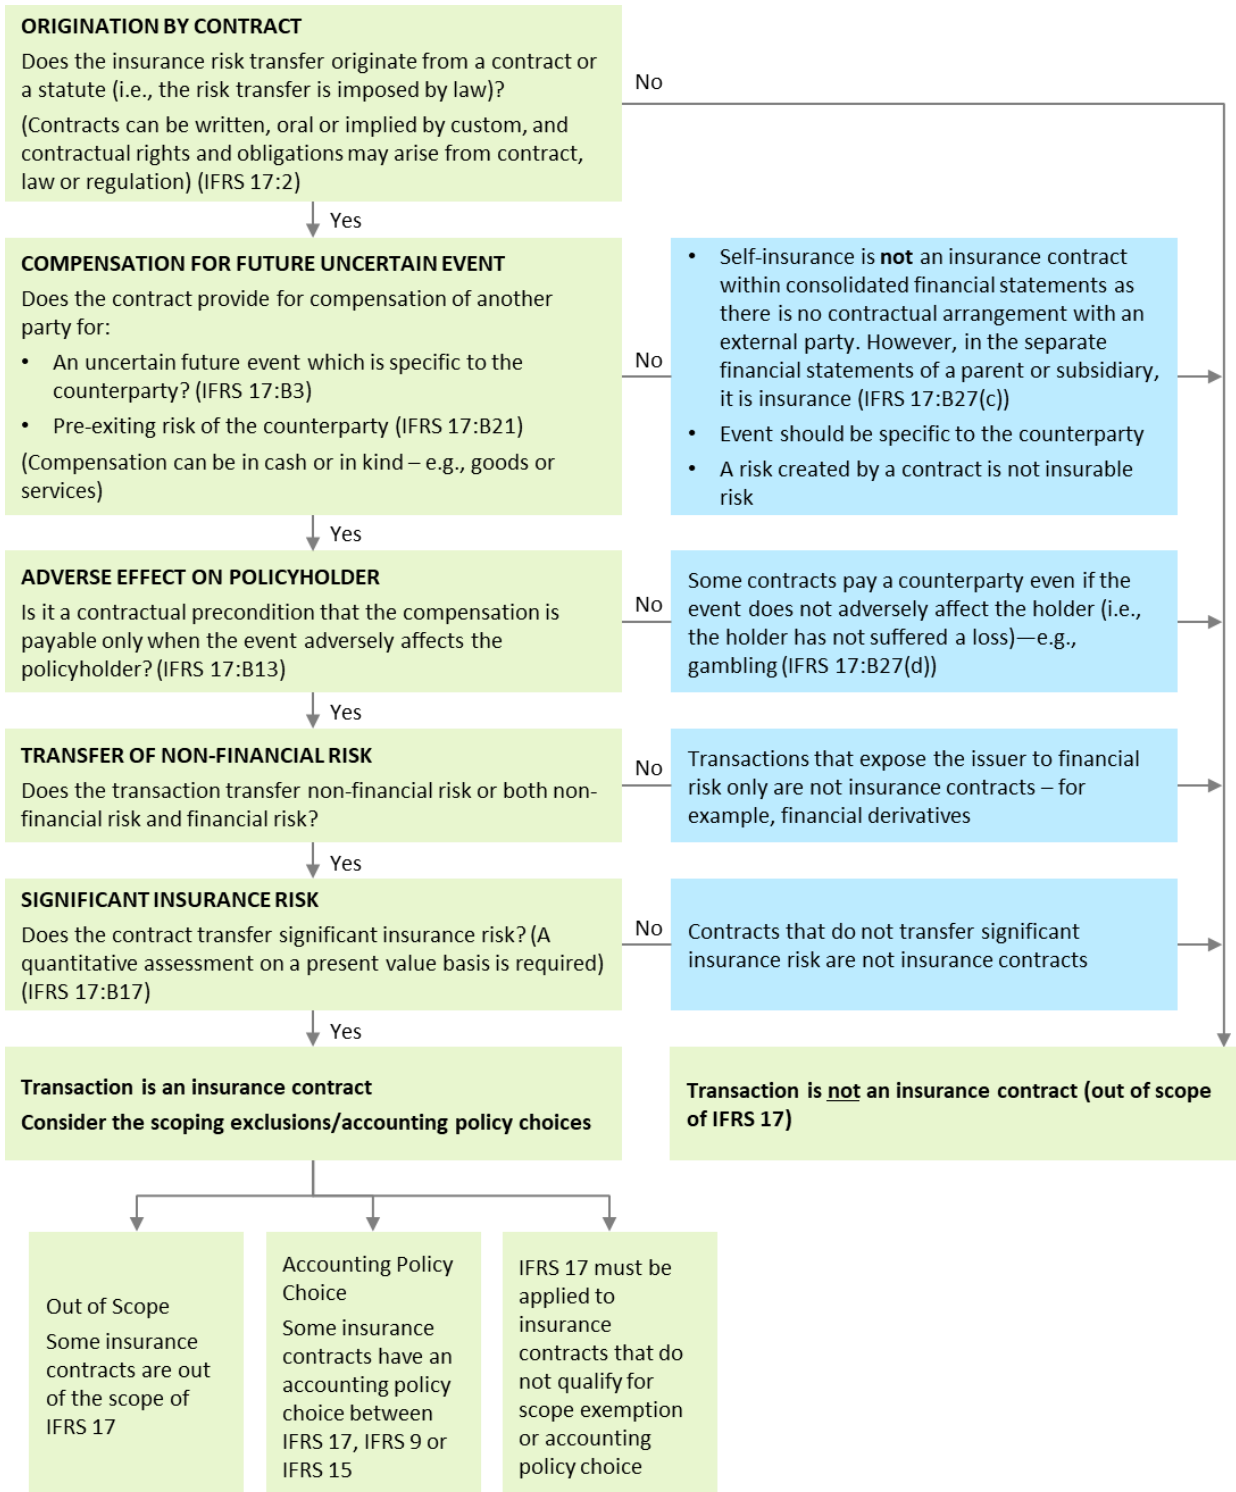 ORIGINATION BY CONTRACT
Does the insurance risk transfer originate from a contract or
a statute (i.e., the risk transfer is imposed by law)?
(Contracts can be written, oral or implied by custom, and
contractual rights and obligations may arise from contract,
law or regulation) (IFRS 17:2)
No
Yes
COMPENSATION FOR FUTURE UNCERTAIN EVENT
Does the contract provide for compensation of another
party for:
• An uncertain future event which is specific to the
counterparty? (IFRS 17:B3)
• Pre-exiting risk of the counterparty (IFRS 17:B21)
(Compensation can be in cash or in kind – e.g., goods or
services)
No
• Self-insurance is not an insurance contract
within consolidated financial statements as
there is no contractual arrangement with an
external party. However, in the separate
financial statements of a parent or subsidiary,
it is insurance (IFRS 17:B27(c))
• Event should be specific to the counterparty
• A risk created by a contract is not insurable
risk
Yes
ADVERSE EFFECT ON POLICYHOLDER
Is it a contractual precondition that the compensation is
payable only when the event adversely affects the
policyholder? (IFRS 17:B13)
No
Some contracts pay a counterparty even if the
event does not adversely affect the holder (i.e.,
the holder has not suffered a loss)—e.g.,
gambling (IFRS 17:B27(d))
Yes
TRANSFER OF NON-FINANCIAL RISK
Does the transaction transfer non-financial risk or both non-
financial risk and financial risk?
No
Transactions that expose the issuer to financial
risk only are not insurance contracts – for
example, financial derivatives
Yes
SIGNIFICANT INSURANCE RISK
Does the contract transfer significant insurance risk? (A
quantitative assessment on a present value basis is required)
(IFRS 17:B17)
No
Contracts that do not transfer significant
insurance risk are not insurance contracts
Yes
Transaction is an insurance contract
Consider the scoping exclusions/accounting policy choices
Transaction is not an insurance contract (out of scope
of IFRS 17)
Out of Scope
Some insurance
contracts are out
of the scope of
IFRS 17
Accounting Policy
Choice
Some insurance
contracts have an
accounting policy
choice between
IFRS 17, IFRS 9 or
IFRS 15
IFRS 17 must be
applied to
insurance
contracts that do
not qualify for
scope exemption
or accounting
policy choice